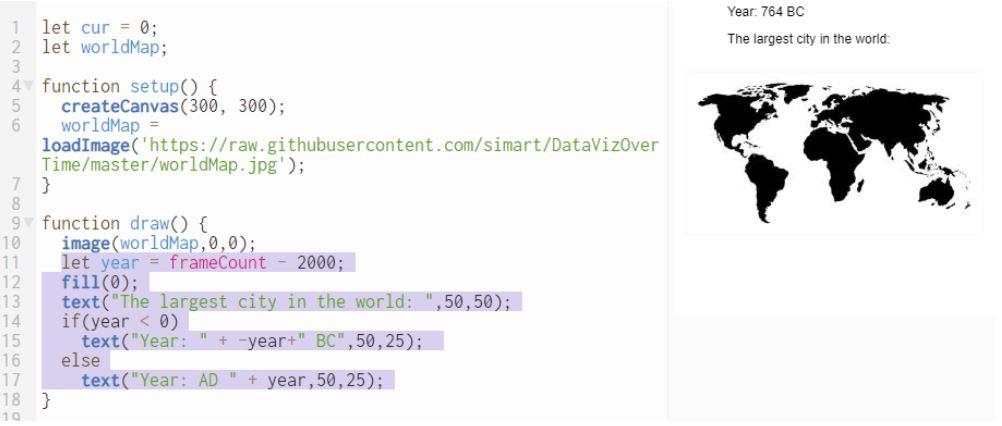 1 let cur = 0;
2 let worldMap;
3
4 function setup() {
5 createCanvas(300, 300);
6 worldMap =
loadImage('https://raw.githubusercontent.com/simart/DataVizOver
Time/master/worldMap.jpg');
7 }
8
9 function draw() {
10 image(worldMap,0,0);
11 let year = frameCount - 2000;
12 fill(0);
13 text("The largest city in the world: ",50,50);
14 if(year < 0)
15 text("Year: " + -year+" BC",50,25);
16 else
17 text("Year: AD " + year,50,25);
18 }
19
Year: 764 BC
The largest city in the world: